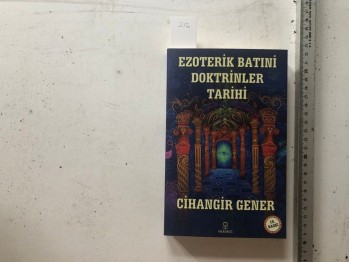 EZOTERİK BATINİ
DOKTRİNLER
TARİHİ
CİHANGİR GENER